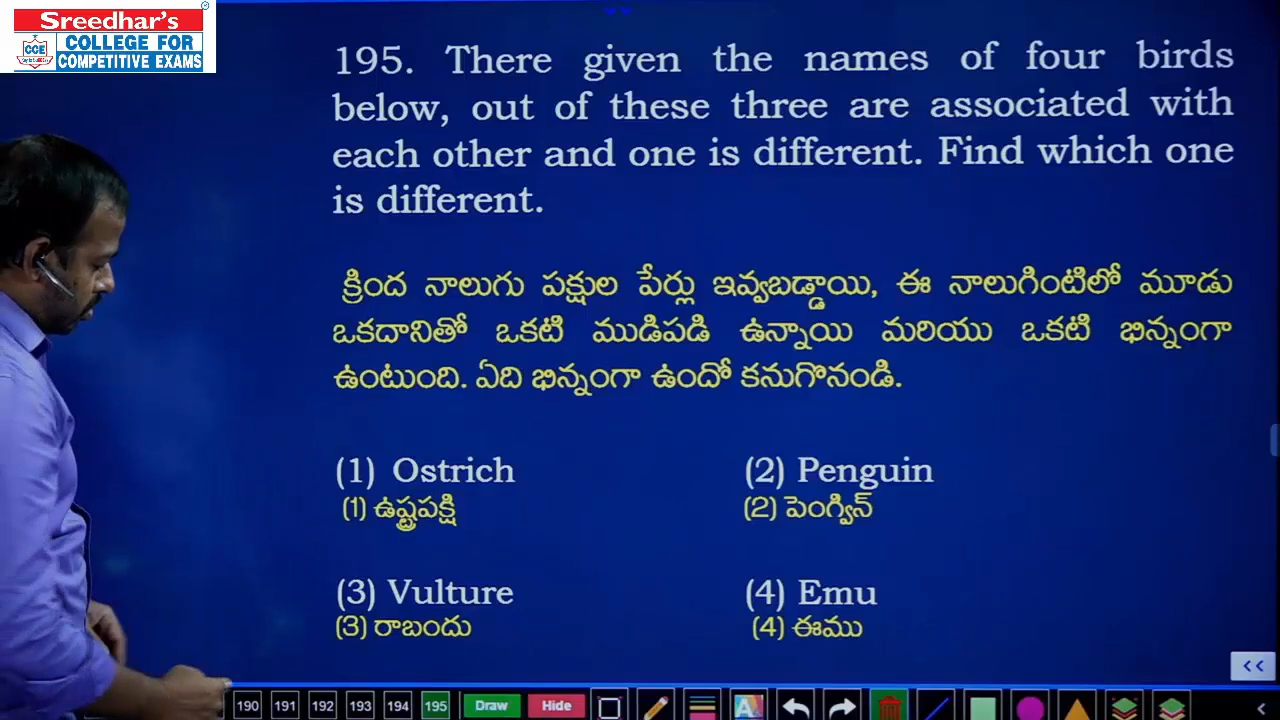 Sreedhar's
CCE
COLLEGE FOR
COMPETITIVE EXAMS
195. There given the names of four birds
below, out of these three are associated with
each other and one is different. Find which one
is different.
క్రింద నాలుగు పక్షుల పేర్లు ఇవ్వబడ్డాయి, ఈ నాలుగింటిలో మూడు
ఒకదానితో ఒకటి ముడిపడి ఉన్నాయి మరియు ఒకటి భిన్నంగా
ఉంటుంది. ఏది భిన్నంగా ఉందో కనుగొనండి.
(1) Ostrich (2) Penguin
(1) ఉష్ట్రపక్షి (2) పెంగ్విన్
(3) Vulture (4) Emu
(3) రాబందు (4) ఈము
<<
190 191 192 193 194 195 Draw Hide A